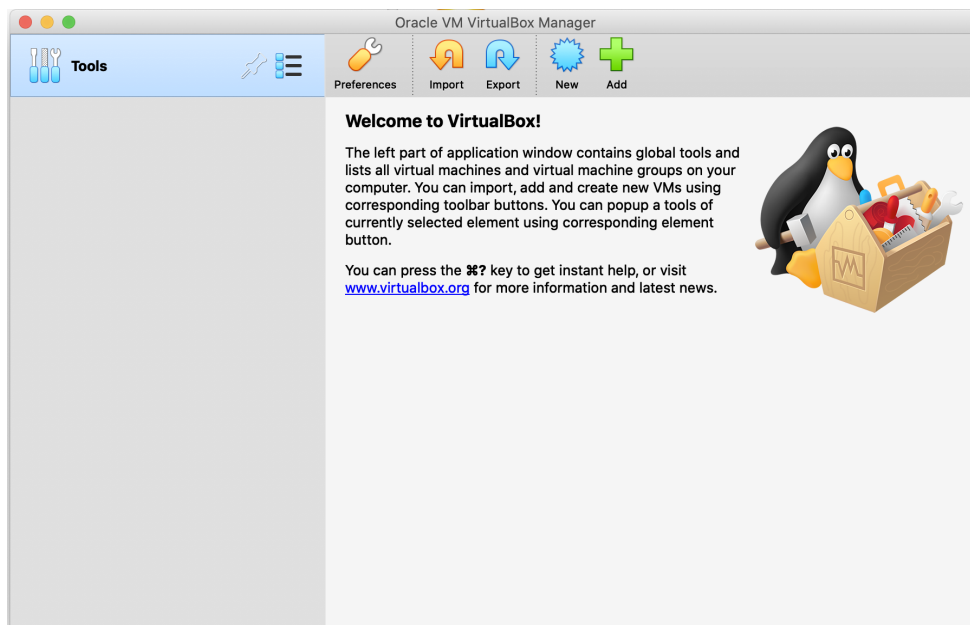 Oracle VM VirtualBox Manager
Tools
Preferences
Import
Export
New
Add
Welcome to VirtualBox!
The left part of application window contains global tools and
lists all virtual machines and virtual machine groups on your
computer. You can import, add and create new VMs using
corresponding toolbar buttons. You can popup a tools of
currently selected element using corresponding element
button.
You can press the ⌘? key to get instant help, or visit
www.virtualbox.org for more information and latest news.